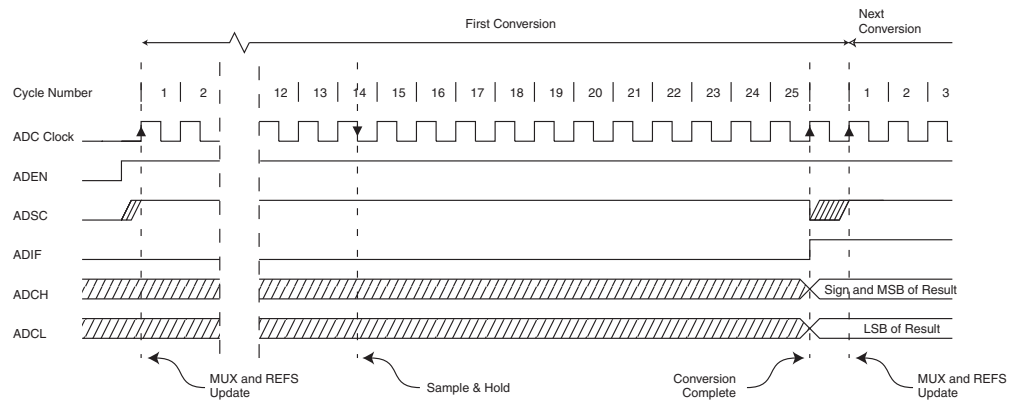 First Conversion
Next
Conversion
Cycle Number 1 2 12 13 14 15 16 17 18 19 20 21 22 23 24 25 1 2 3
ADC Clock
ADEN
ADSC
ADIF
ADCH Sign and MSB of Result
ADCL LSB of Result
MUX and REFS
Update
Sample & Hold
Conversion
Complete
MUX and REFS
Update